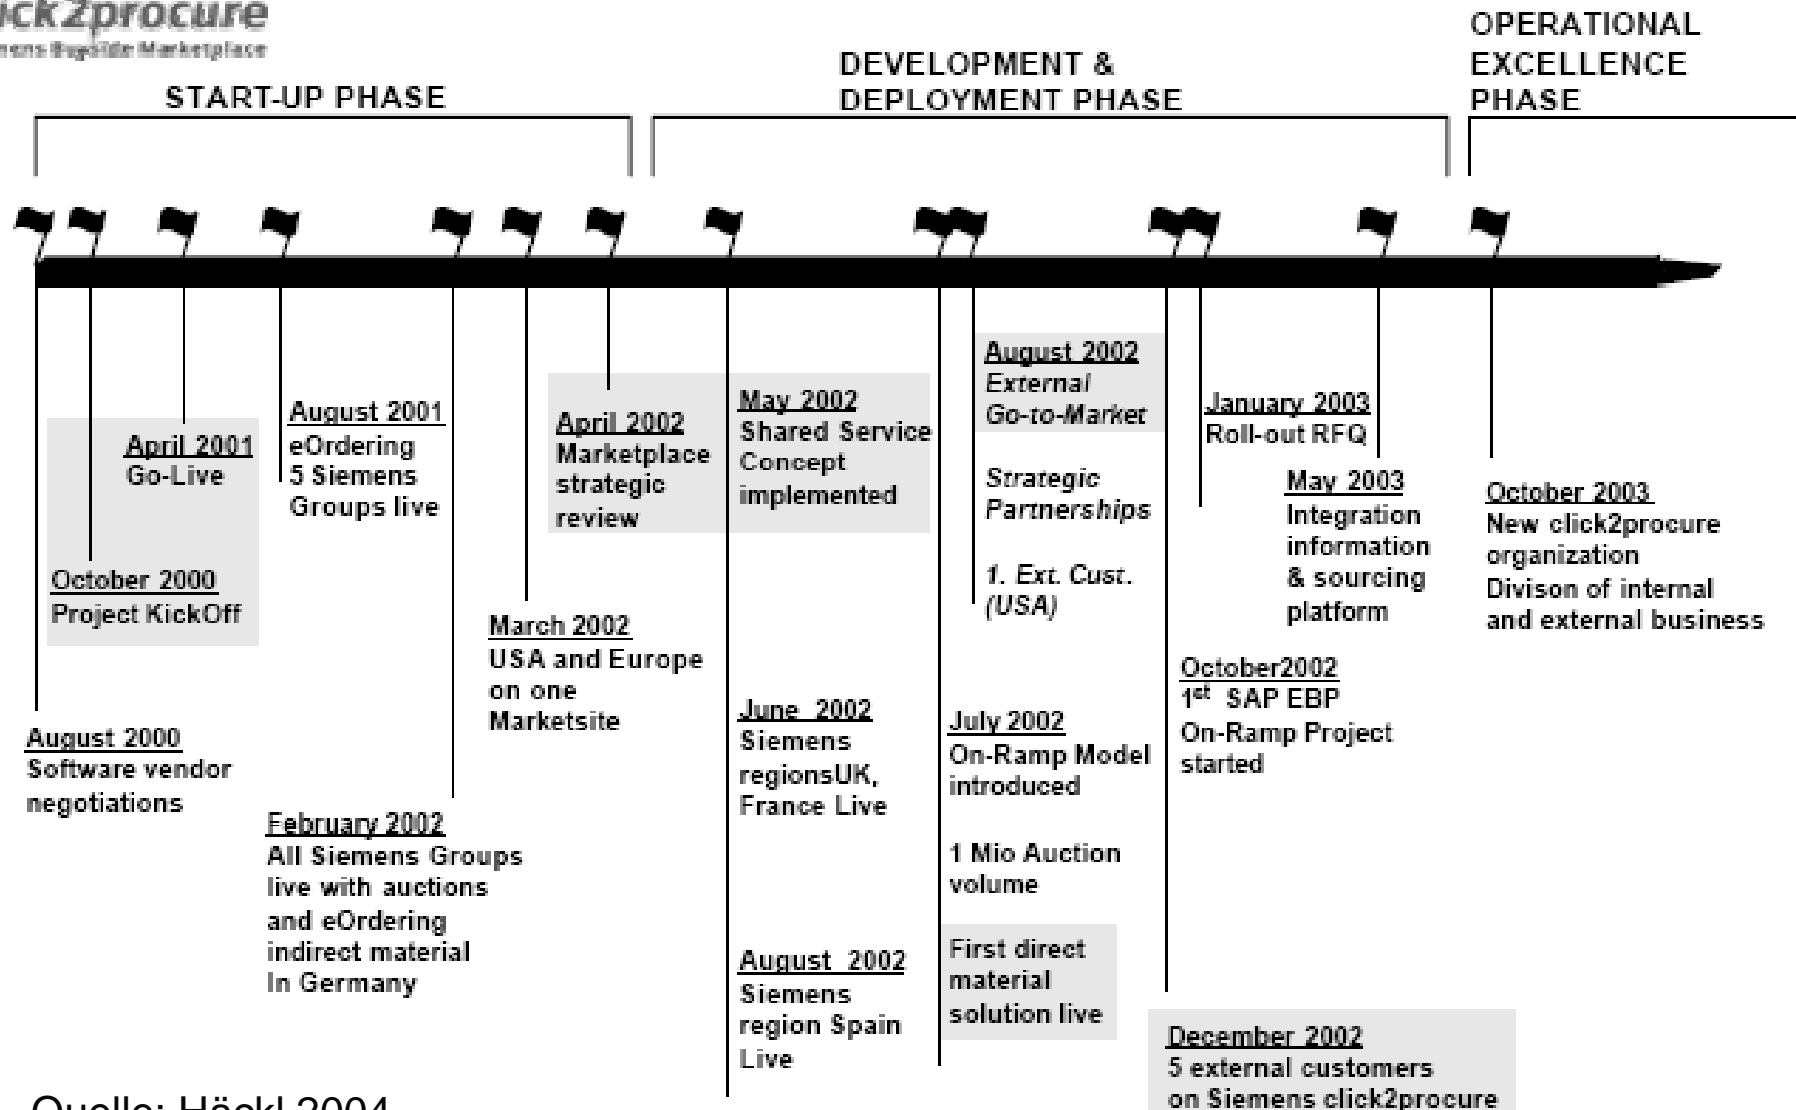 click2procure
Siemens Buyside Marketplace
START-UP PHASE
DEVELOPMENT &
DEPLOYMENT PHASE
OPERATIONAL
EXCELLENCE
PHASE
August 2000
Software vendor
negotiations
October 2000
Project KickOff
April 2001
Go-Live
August 2001
eOrdering
5 Siemens
Groups live
February 2002
All Siemens Groups
live with auctions
and eOrdering
indirect material
In Germany
March 2002
USA and Europe
on one
Marketsite
April 2002
Marketplace
strategic
review
May 2002
Shared Service
Concept
implemented
June 2002
Siemens
regionsUK,
France Live
August 2002
Siemens
region Spain
Live
July 2002
On-Ramp Model
introduced
1 Mio Auction
volume
First direct
material
solution live
August 2002
External
Go-to-Market
Strategic
Partnerships
1. Ext. Cust.
(USA)
October2002
1st SAP EBP
On-Ramp Project
started
December 2002
5 external customers
on Siemens click2procure
January 2003
Roll-out RFQ
May 2003
Integration
information
& sourcing
platform
October 2003
New click2procure
organization
Divison of internal
and external business
Quelle: Häckl 2004